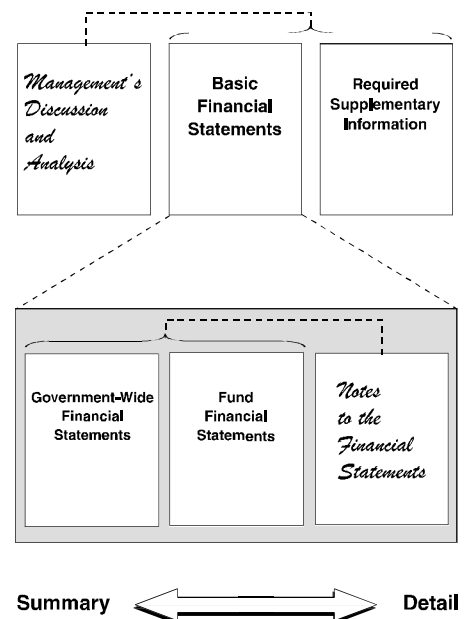 Management's
Discussion
and
Analysis
Basic
Financial
Statements
Required
Supplementary
Information
Government-Wide
Financial
Statements
Fund
Financial
Statements
Notes
to the
Financial
Statements
Summary
Detail